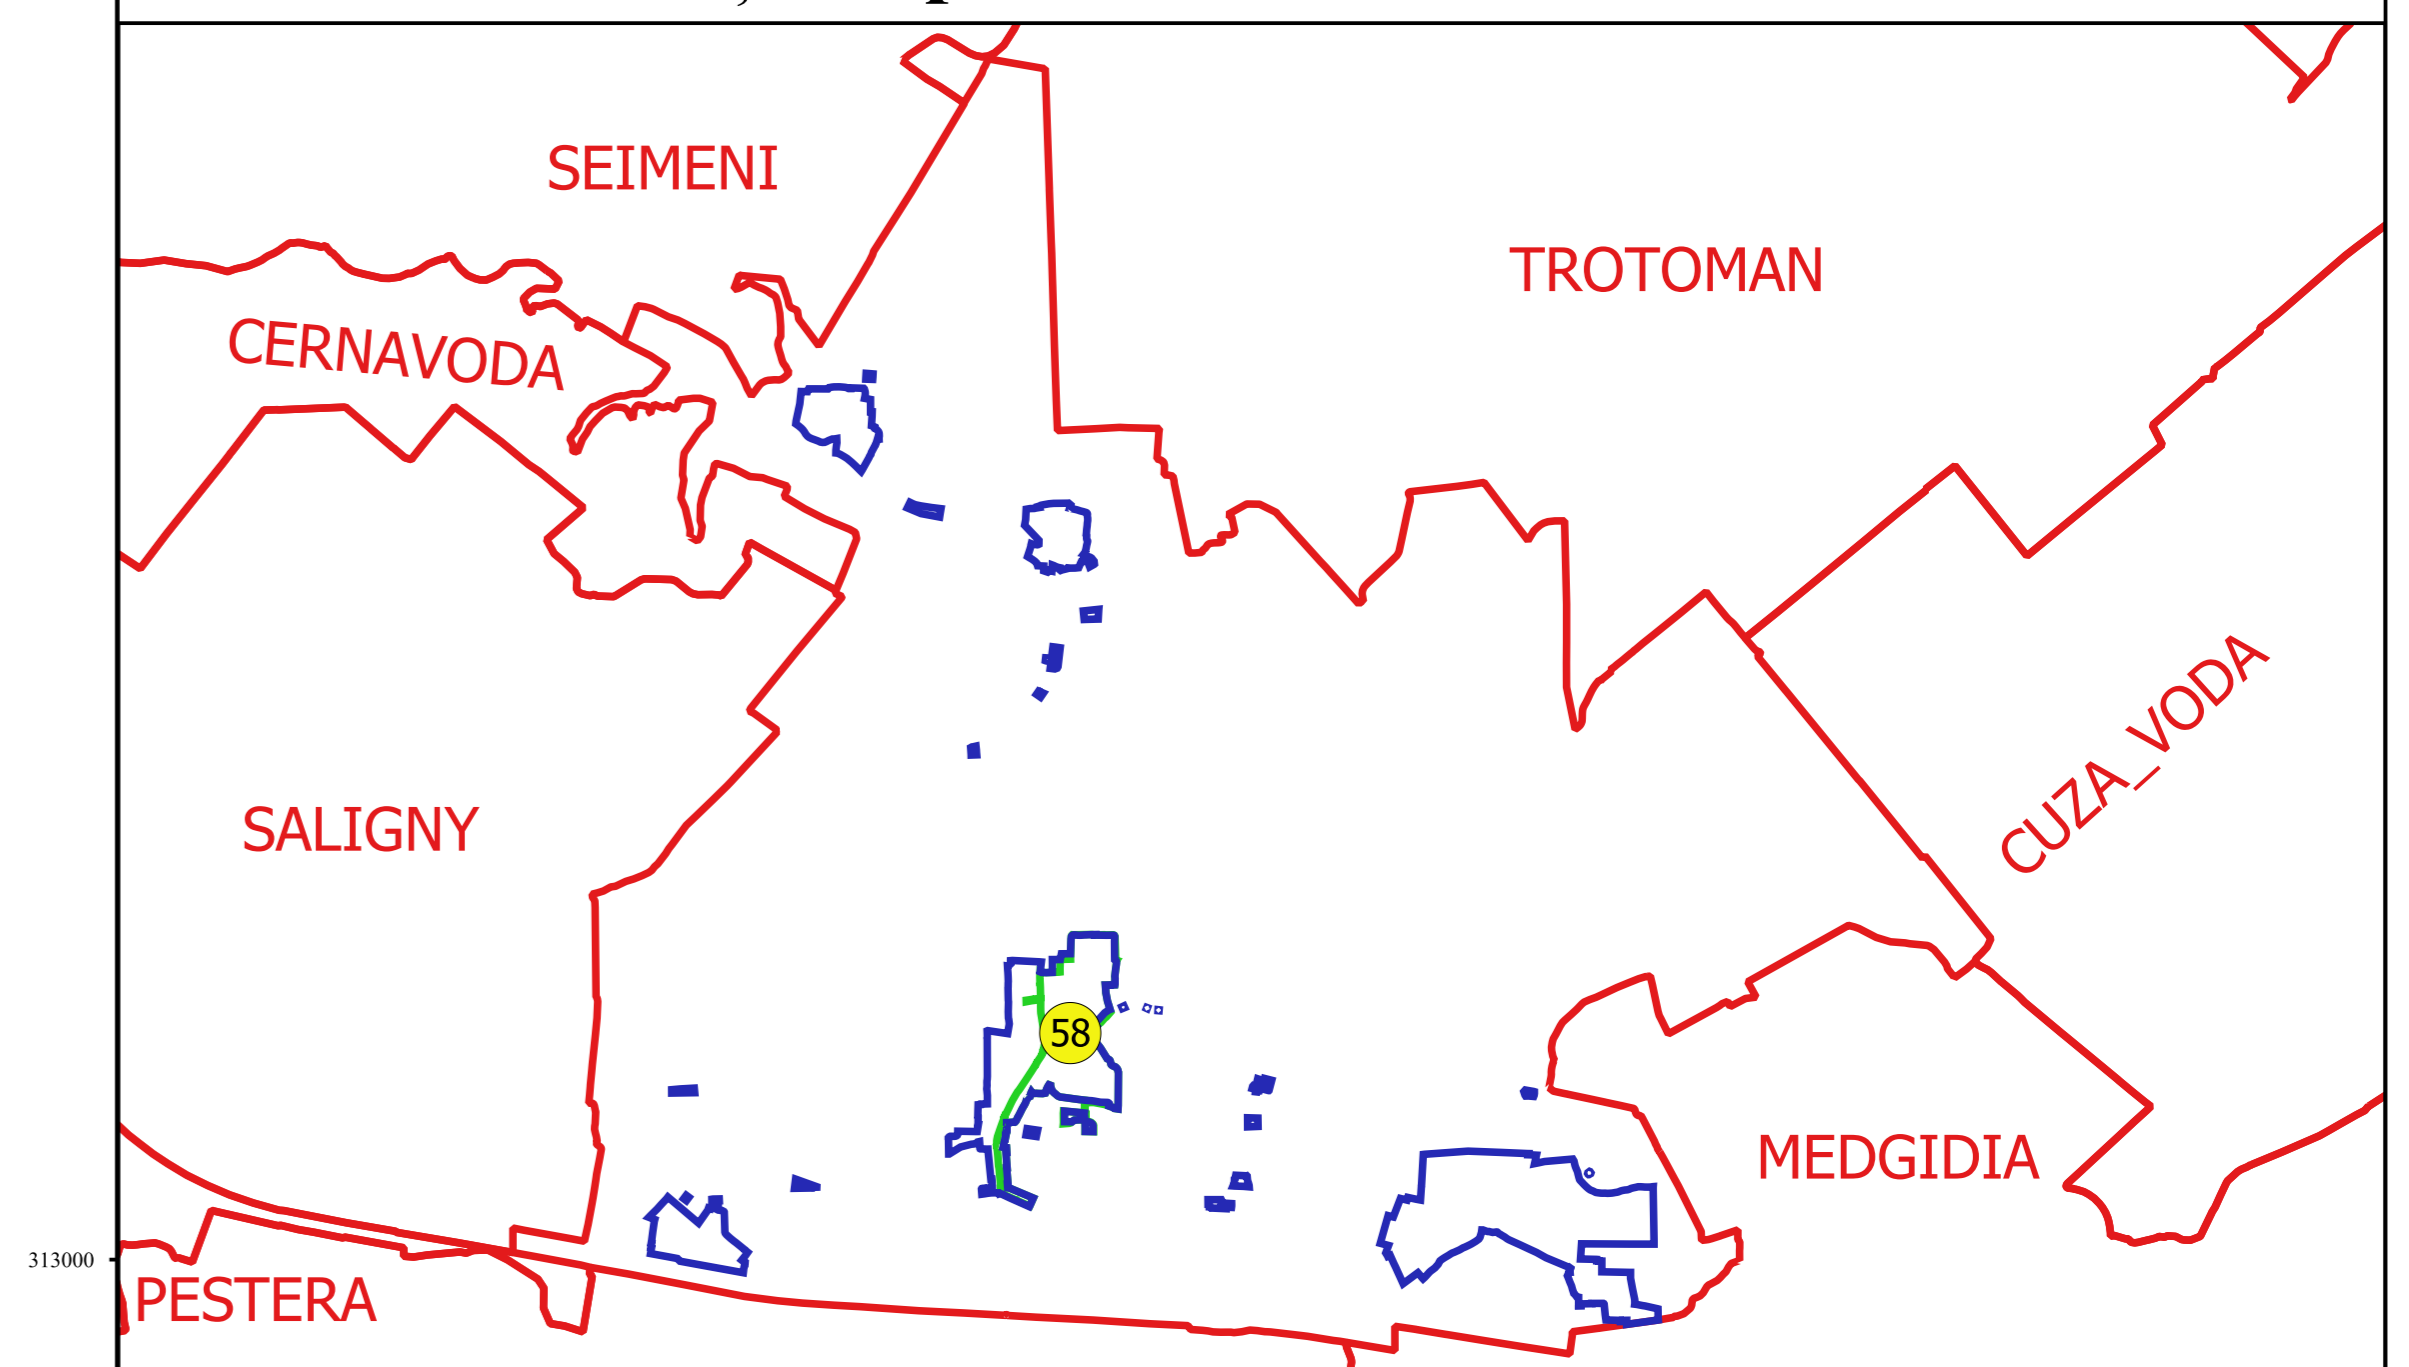 SEIMENI
TROTOMAN
CERNAVODA
CUZA_VODA
SALIGNY
58
MEDGIDIA
313000
PESTERA